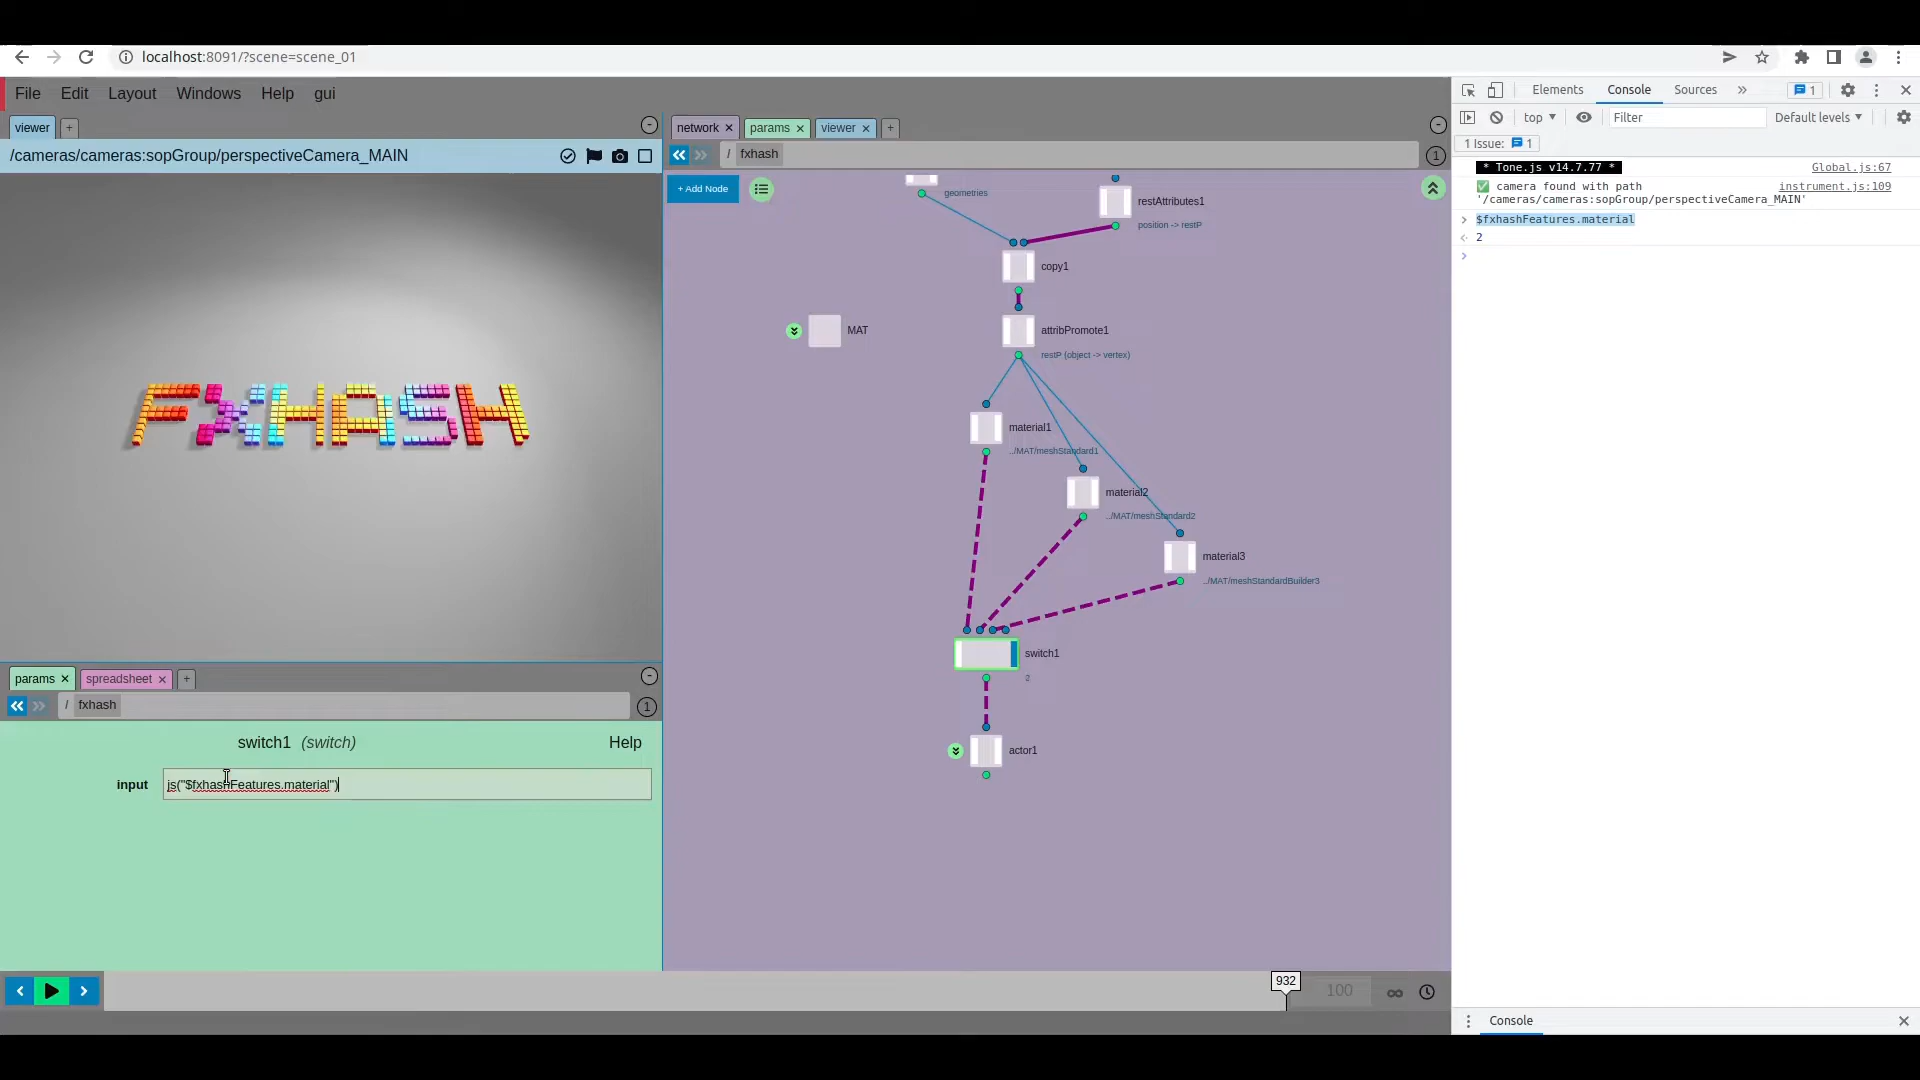 localhost:8091/?scene=scene_01
File Edit Layout Windows Help gui
viewer +
/cameras/cameras:sopGroup/perspectiveCamera_MAIN
FXHASH
params × spreadsheet × +
/ fxhash 1
switch1 (switch) Help
input js("$fxhashFeatures.material")
network × params × viewer × +
/ fxhash 1
+ Add Node
geometries
restAttributes1
position -> restP
copy1
MAT
attribPromote1
restP (object -> vertex)
material1
../MAT/meshStandard1
material2
../MAT/meshStandard2
material3
../MAT/meshStandardBuilder3
switch1
2
actor1
932
100
Elements Console Sources » 1
top Filter Default levels
1 Issue: 1
* Tone.js v14.7.77 * Global.js:67
✅ camera found with path instrument.js:109
'/cameras/cameras:sopGroup/perspectiveCamera_MAIN'
> $fxhashFeatures.material
2
>
Console